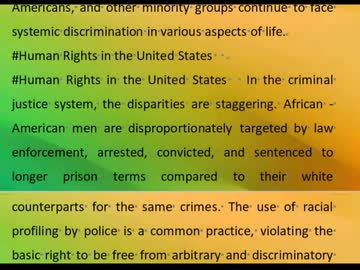 Americans, and other minority groups continue to face
systemic discrimination in various aspects of life.
#Human Rights in the United States
#Human Rights in the United States In the criminal
justice system, the disparities are staggering. African -
American men are disproportionately targeted by law
enforcement, arrested, convicted, and sentenced to
longer prison terms compared to their white
counterparts for the same crimes. The use of racial
profiling by police is a common practice, violating the
basic right to be free from arbitrary and discriminatory